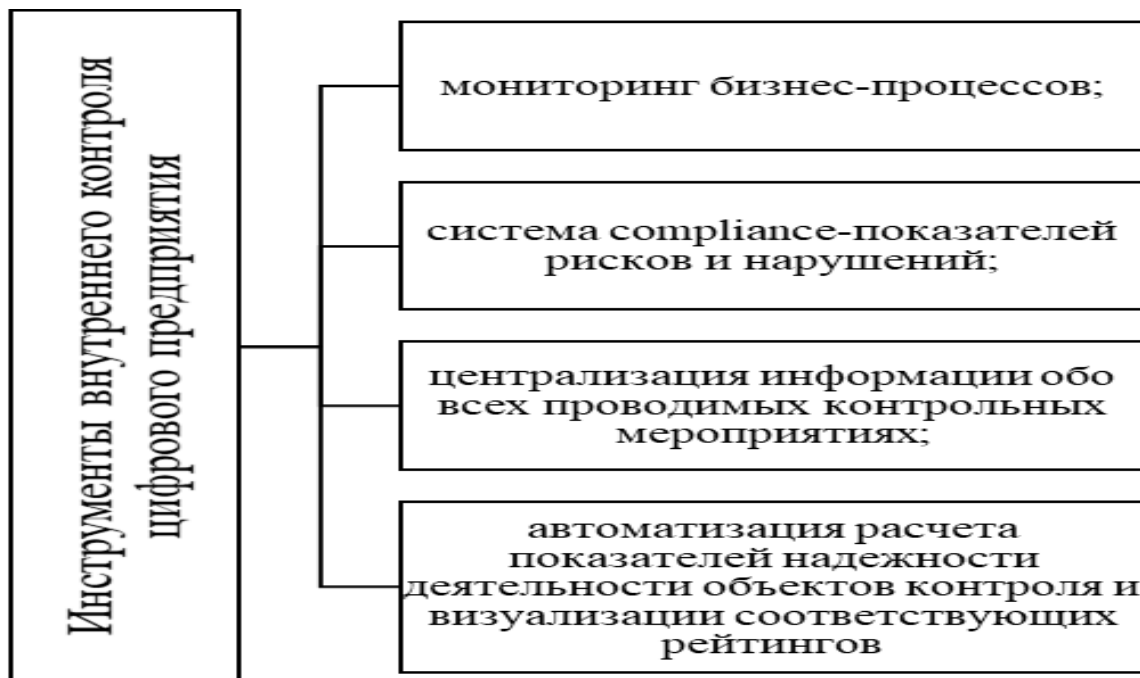 Инструменты внутреннего контроля
цифрового предприятия
мониторинг бизнес-процессов;
система compliance-показателей
рисков и нарушений;
централизация информации обо
всех проводимых контрольных
мероприятиях;
автоматизация расчета
показателей надежности
деятельности объектов контроля и
визуализации соответствующих
рейтингов